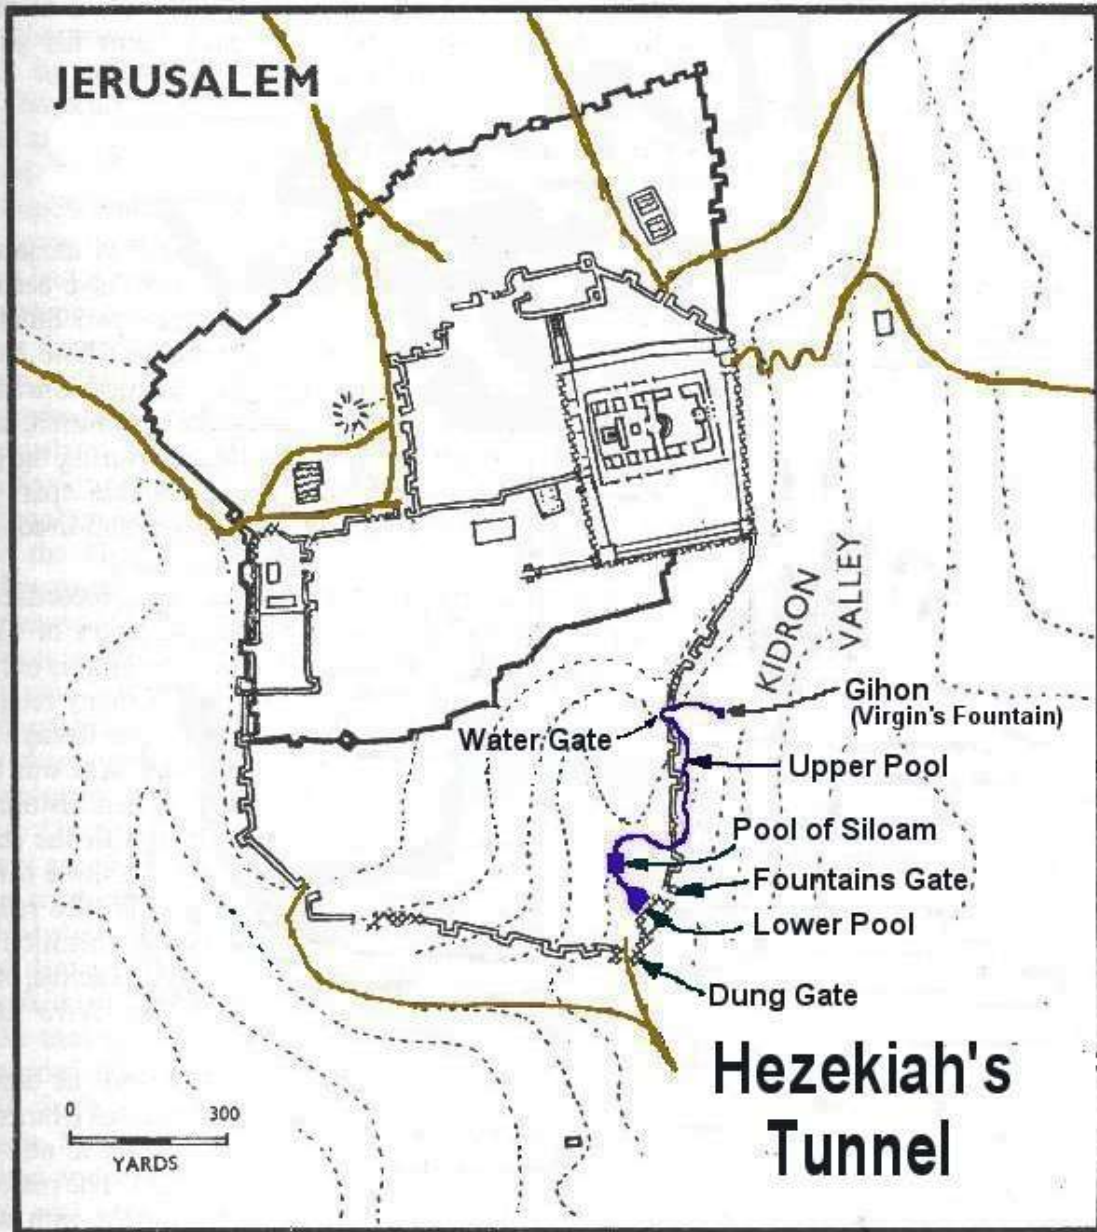 JERUSALEM
KIDRON
VALLEY
Gihon
(Virgin's Fountain)
Water Gate
Upper Pool
Pool of Siloam
Fountains Gate
Lower Pool
Dung Gate
Hezekiah's
Tunnel
0 300
YARDS